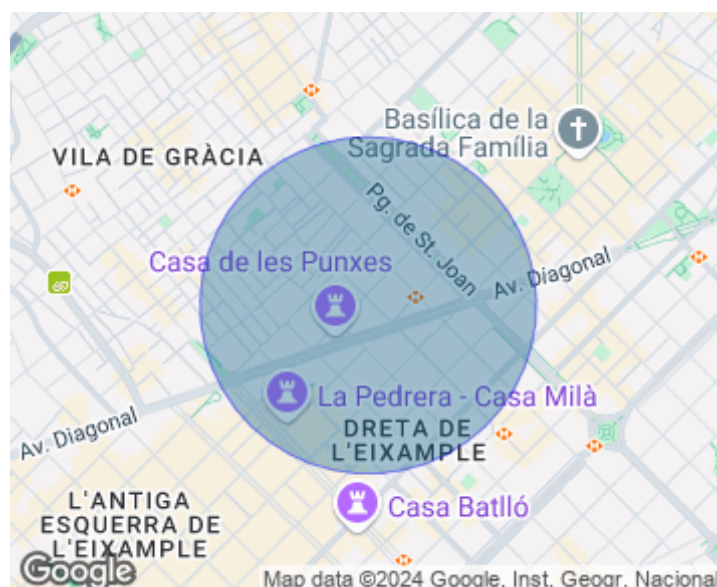 Basílica de la
Sagrada Família
VILA DE GRÀCIA
Pg. de St. Joan
Casa de les Punxes
Av. Diagonal
La Pedrera - Casa Milà
DRETA DE
L'EIXAMPLE
Av. Diagonal
L'ANTIGA
ESQUERRA DE
L'EIXAMPLE
Casa Batlló
Google
Map data ©2024 Google, Inst. Geogr. Nacional